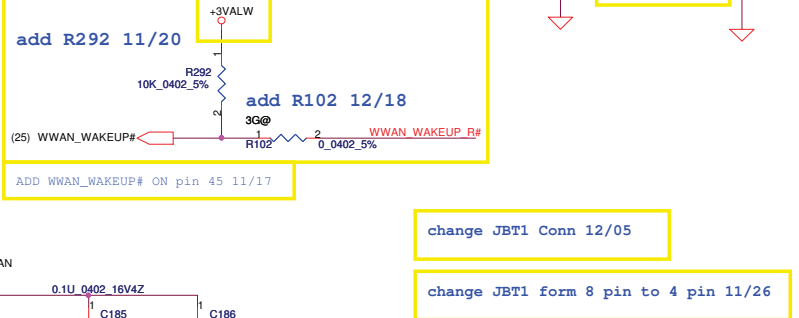 +3VALW
add R292 11/20
1
R292
10K_0402_5%
2
add R102 12/18
3G@
(25) WWAN_WAKEUP#
1
2
WWAN_WAKEUP_R#
R102
0_0402_5%
ADD WWAN_WAKEUP# ON pin 45 11/17
change JBT1 Conn 12/05
AN
change JBT1 form 8 pin to 4 pin 11/26
0.1U_0402_16V4Z
1
1
C185
C186